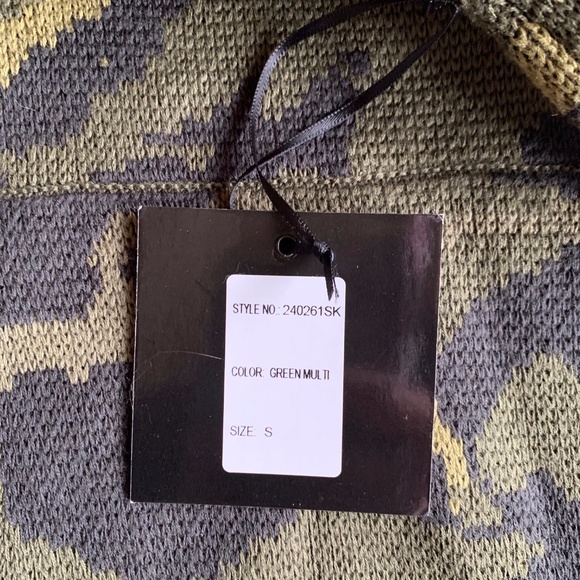 STYLE NO.: 240261SK
COLOR: GREEN MULTI
SIZE: S